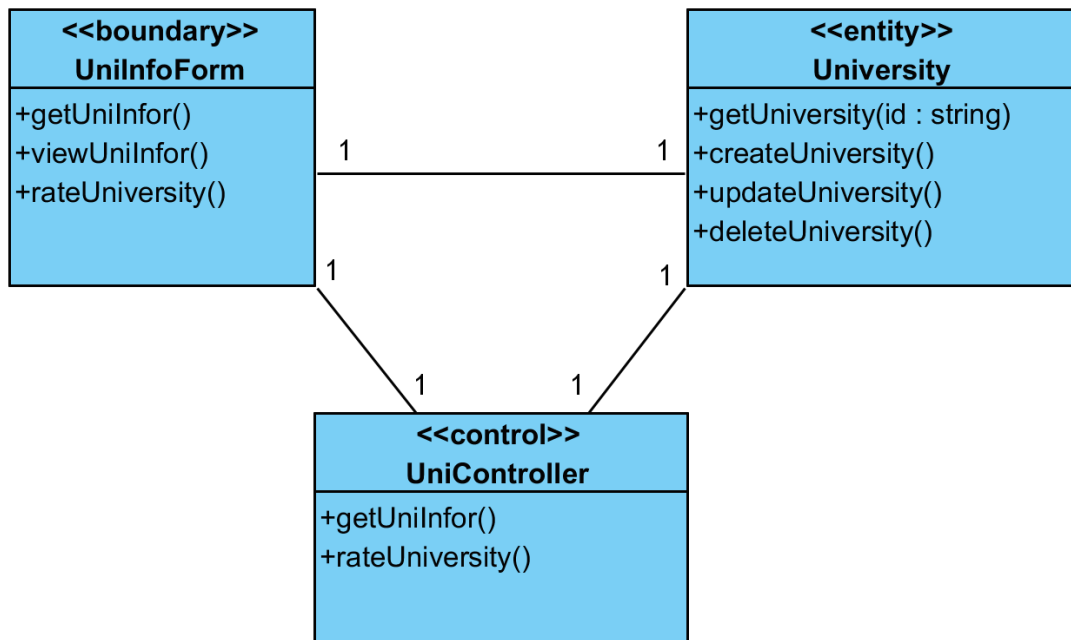 <<boundary>>
UniInfoForm
+getUniInfor()
+viewUniInfor()
+rateUniversity()
<<entity>>
University
+getUniversity(id : string)
+createUniversity()
+updateUniversity()
+deleteUniversity()
1
1
1
1
1
1
<<control>>
UniController
+getUniInfor()
+rateUniversity()